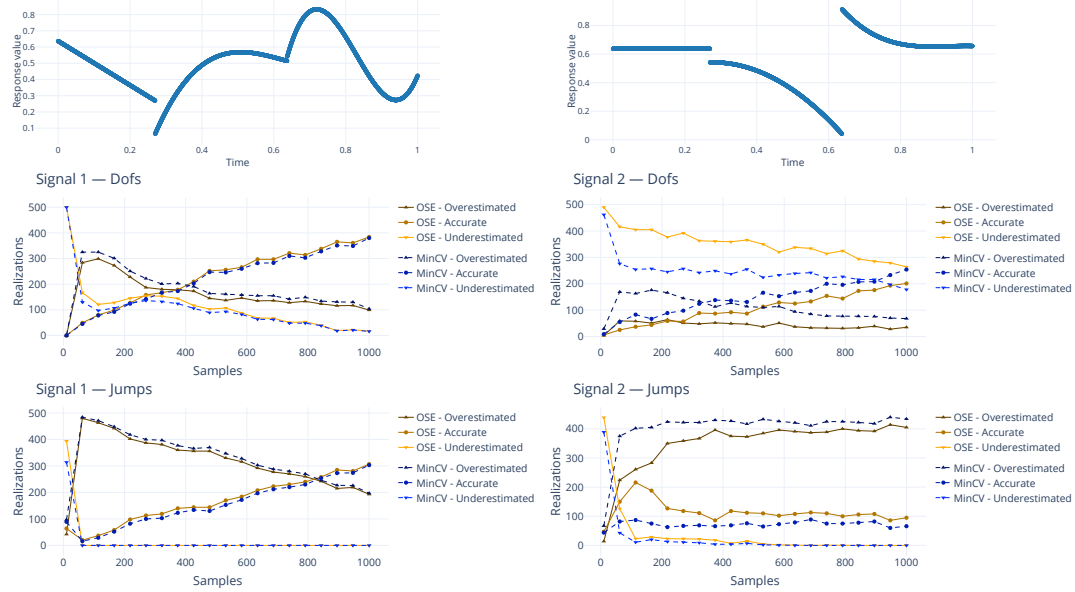 0.8
0.7
0.6
0.5
0.4
0.3
0.2
0.1
Response value
0
0.2
0.4
0.6
0.8
1
Time
0.8
0.6
0.4
0.2
0
Response value
0
0.2
0.4
0.6
0.8
1
Time
Signal 1 — Dofs
500
400
300
200
100
0
Realizations
0
200
400
600
800
1000
Samples
OSE - Overestimated
OSE - Accurate
OSE - Underestimated
MinCV - Overestimated
MinCV - Accurate
MinCV - Underestimated
Signal 2 — Dofs
500
400
300
200
100
0
Realizations
0
200
400
600
800
1000
Samples
OSE - Overestimated
OSE - Accurate
OSE - Underestimated
MinCV - Overestimated
MinCV - Accurate
MinCV - Underestimated
Signal 1 — Jumps
500
400
300
200
100
0
Realizations
0
200
400
600
800
1000
Samples
OSE - Overestimated
OSE - Accurate
OSE - Underestimated
MinCV - Overestimated
MinCV - Accurate
MinCV - Underestimated
Signal 2 — Jumps
400
300
200
100
0
Realizations
0
200
400
600
800
1000
Samples
OSE - Overestimated
OSE - Accurate
OSE - Underestimated
MinCV - Overestimated
MinCV - Accurate
MinCV - Underestimated